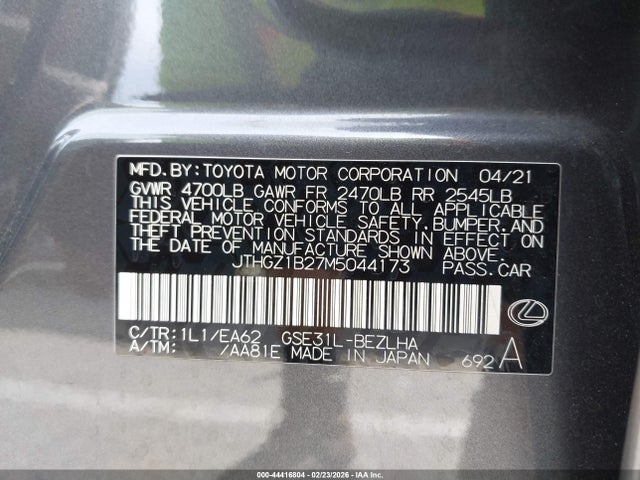 MFD.BY:TOYOTA MOTOR CORPORATION 04/21
GVWR 4700LB GAWR FR 2470LB RR 2545LB
THIS VEHICLE CONFORMS TO ALL APPLICABLE
FEDERAL MOTOR VEHICLE SAFETY,BUMPER,AND
THEFT PREVENTION STANDARDS IN EFFECT ON
THE DATE OF MANUFACTURE SHOWN ABOVE.
JTHGZ1B27M5044173 PASS.CAR
C/TR:1L1/EA62 GSE31L-BEZLHA
A/TM: /AA81E MADE IN JAPAN 692 A
000-44416804 - 02/23/2026 - IAA Inc.